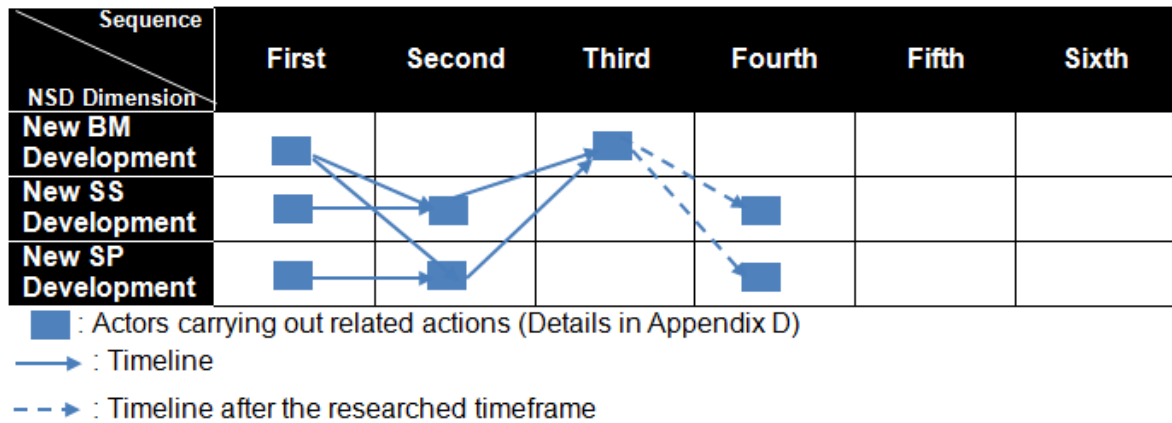 Sequence
NSD Dimension
First Second Third Fourth Fifth Sixth
New BM
Development
New SS
Development
New SP
Development
: Actors carrying out related actions (Details in Appendix D)
: Timeline
: Timeline after the researched timeframe